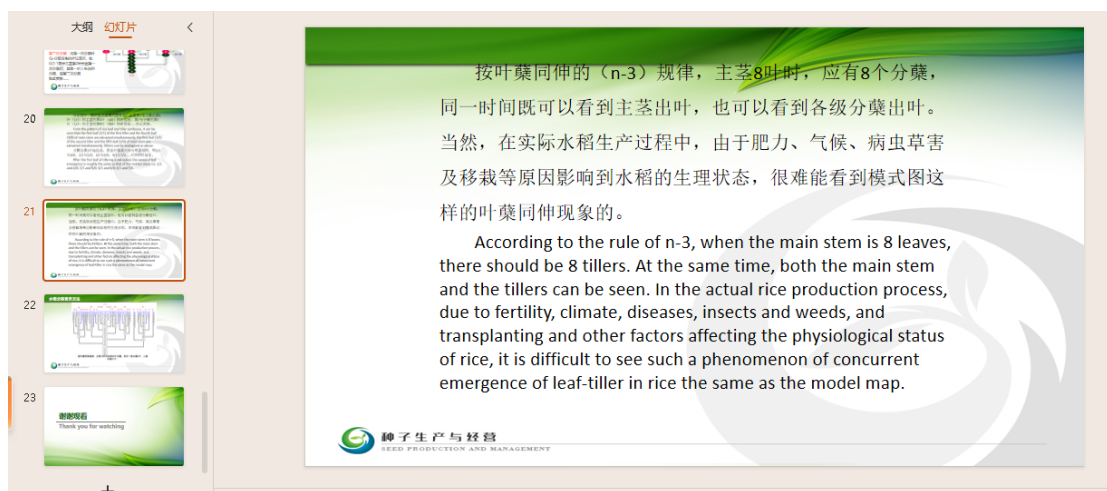 大纲 幻灯片
20
21
22
23
谢谢观看
Thank you for watching
按叶蘖同伸的（n-3）规律，主茎8叶时，应有8个分蘖，
同一时间既可以看到主茎出叶，也可以看到各级分蘖出叶。
当然，在实际水稻生产过程中，由于肥力、气候、病虫草害
及移栽等原因影响到水稻的生理状态，很难能看到模式图这
样的叶蘖同伸现象的。
According to the rule of n-3, when the main stem is 8 leaves,
there should be 8 tillers. At the same time, both the main stem
and the tillers can be seen. In the actual rice production process,
due to fertility, climate, diseases, insects and weeds, and
transplanting and other factors affecting the physiological status
of rice, it is difficult to see such a phenomenon of concurrent
emergence of leaf-tiller in rice the same as the model map.
种子生产与经营
SEED PRODUCTION AND MANAGEMENT